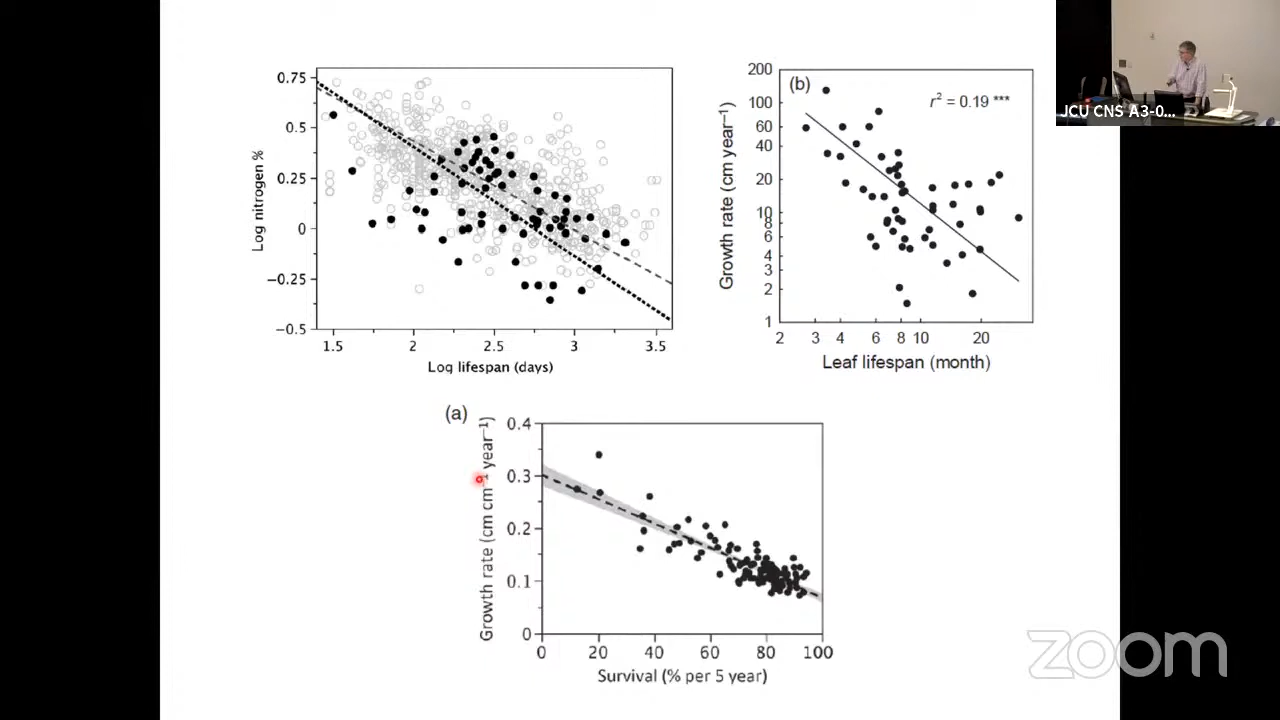 JCU CNS A3-0...
0.75
0.5
0.25
0
−0.25
−0.5
Log nitrogen %
1.5 2 2.5 3 3.5
Log lifespan (days)
(b)
r² = 0.19 ***
200
100
60
40
20
10
8
6
4
3
2
1
Growth rate (cm year⁻¹)
2 3 4 6 8 10 20
Leaf lifespan (month)
(a)
0.4
0.3
0.2
0.1
0
Growth rate (cm cm⁻¹ year⁻¹)
0 20 40 60 80 100
Survival (% per 5 year)
zoom